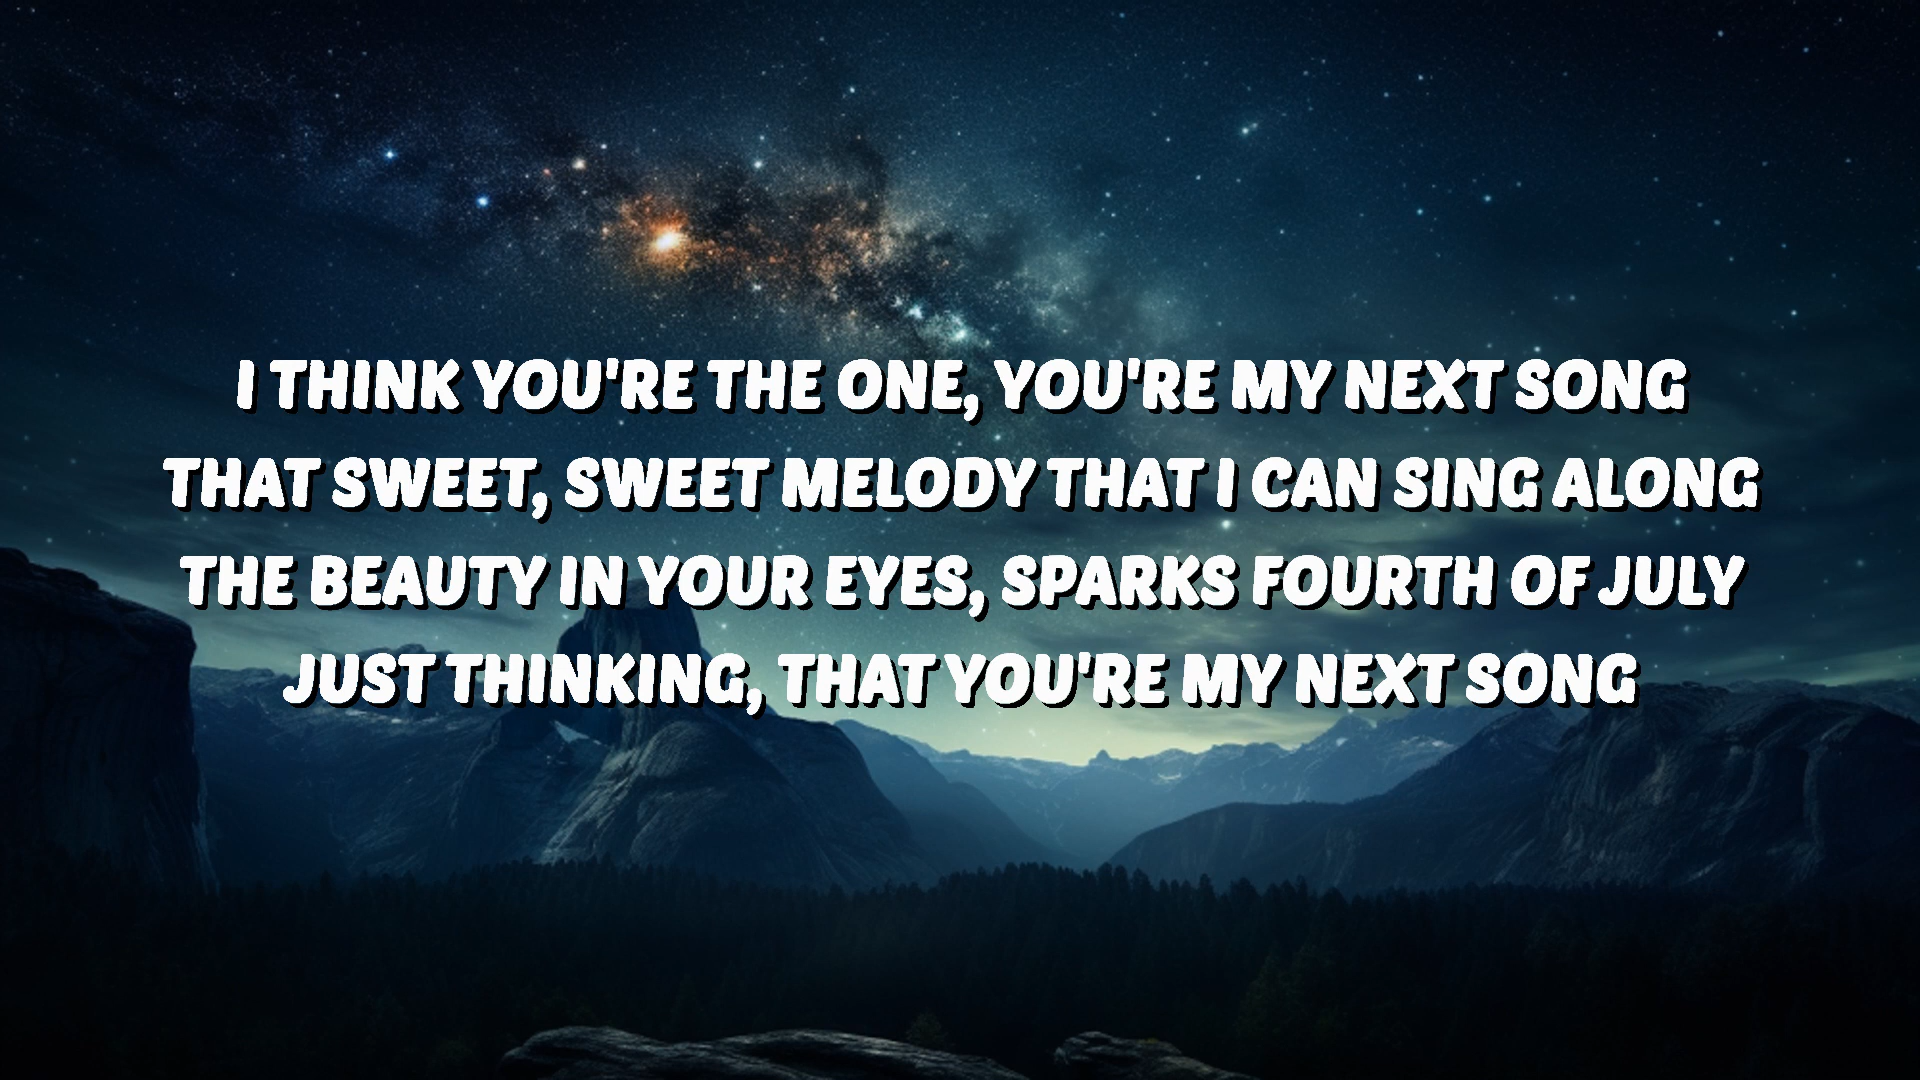 I THINK YOU'RE THE ONE, YOU'RE MY NEXT SONG
THAT SWEET, SWEET MELODY THAT I CAN SING ALONG
THE BEAUTY IN YOUR EYES, SPARKS FOURTH OF JULY
JUST THINKING, THAT YOU'RE MY NEXT SONG